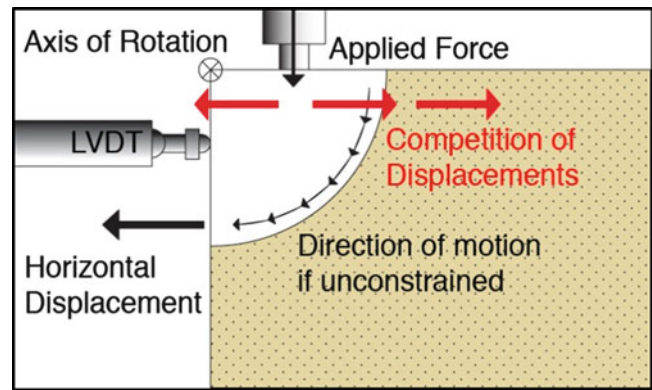 Axis of Rotation
Applied Force
LVDT
Competition of
Displacements
Horizontal
Displacement
Direction of motion
if unconstrained